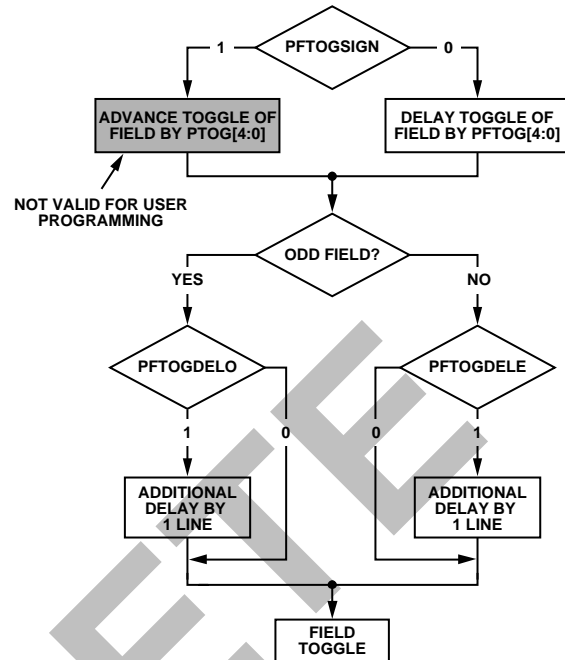 PFTOGSIGN
1
0
ADVANCE TOGGLE OF
FIELD BY PTOG[4:0]
DELAY TOGGLE OF
FIELD BY PFTOG[4:0]
NOT VALID FOR USER
PROGRAMMING
ODD FIELD?
YES
NO
PFTOGDELO
PFTOGDELE
1
0
0
1
ADDITIONAL
DELAY BY
1 LINE
ADDITIONAL
DELAY BY
1 LINE
FIELD
TOGGLE
ETE